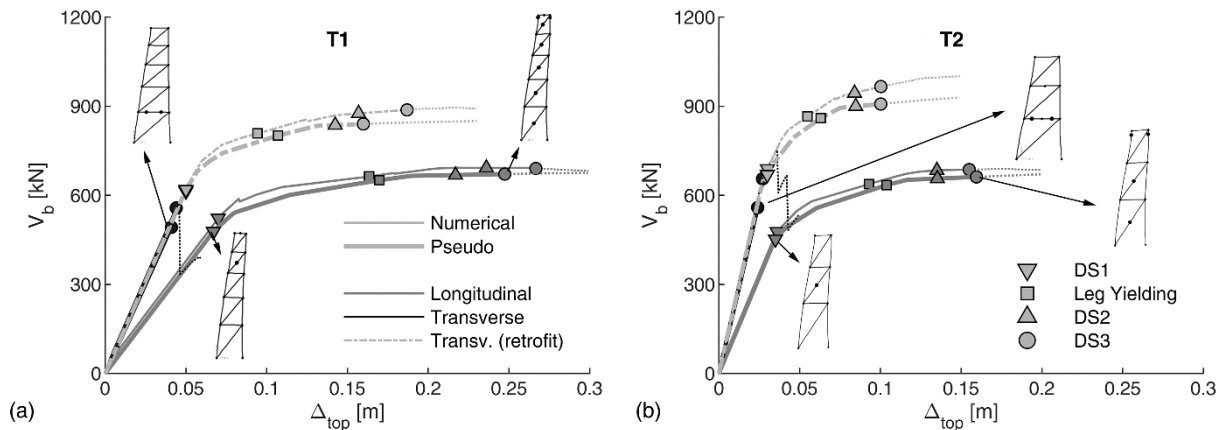 T1
V_b [kN]
1200
900
600
300
0
Numerical
Pseudo
Longitudinal
Transverse
Transv. (retrofit)
0 0.05 0.1 0.15 0.2 0.25 0.3
Δ_top [m]
(a)
T2
V_b [kN]
1200
900
600
300
0
DS1
Leg Yielding
DS2
DS3
0 0.05 0.1 0.15 0.2 0.25 0.3
Δ_top [m]
(b)